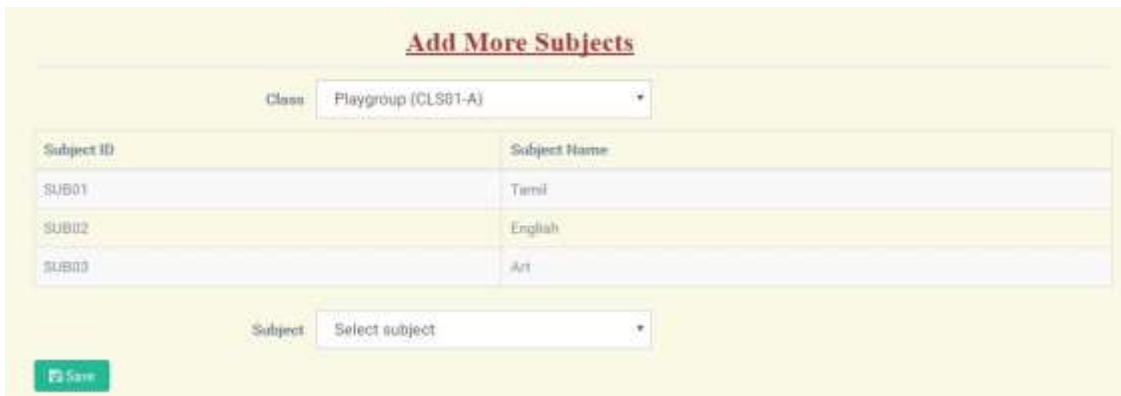 Add More Subjects
Class Playgroup (CLS01-A)
Subject ID Subject Name
SUB01 Tamil
SUB02 English
SUB03 Art
Subject Select subject
Save